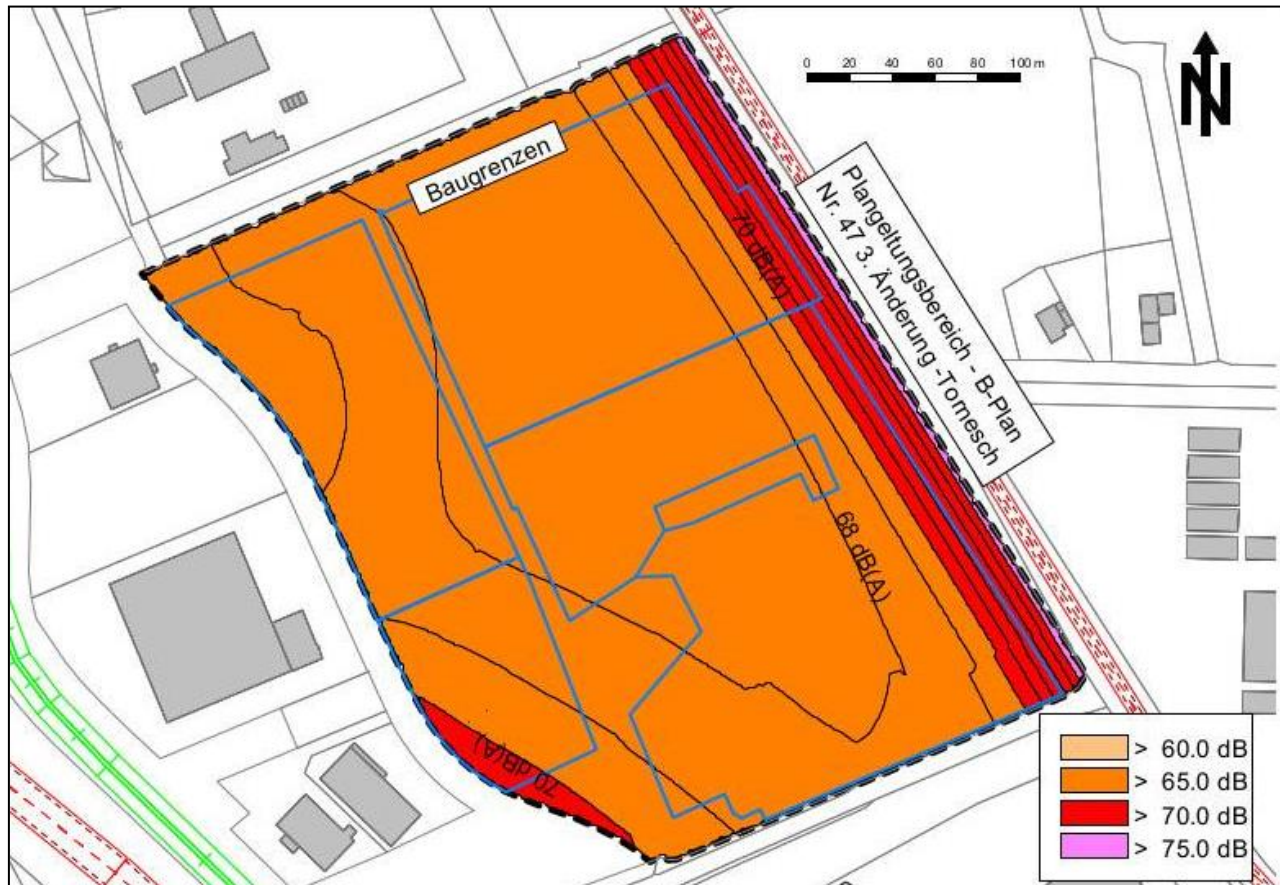 0 20 40 60 80 100 m
N
Baugrenzen
Plangeltungsbereich - B-Plan
Nr. 47 3. Änderung -Tornesch
70 dB(A)
68 dB(A)
70 dB(A)
> 60.0 dB
> 65.0 dB
> 70.0 dB
> 75.0 dB